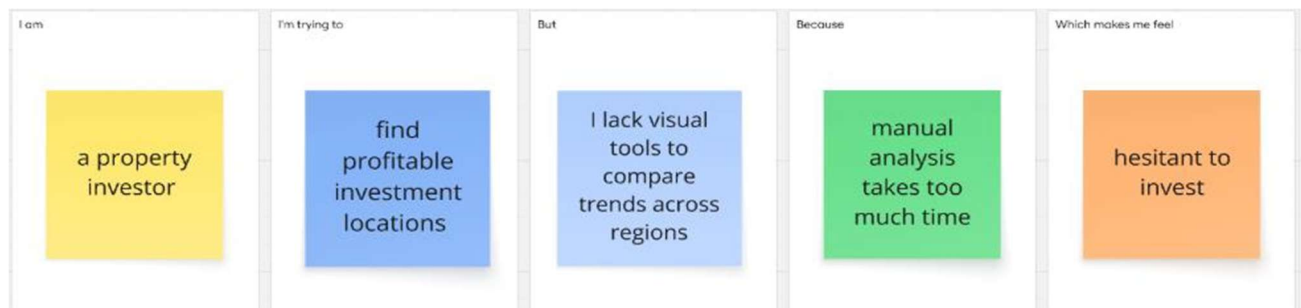 I am
a property
investor
I'm trying to
find
profitable
investment
locations
But
I lack visual
tools to
compare
trends across
regions
Because
manual
analysis
takes too
much time
Which makes me feel
hesitant to
invest